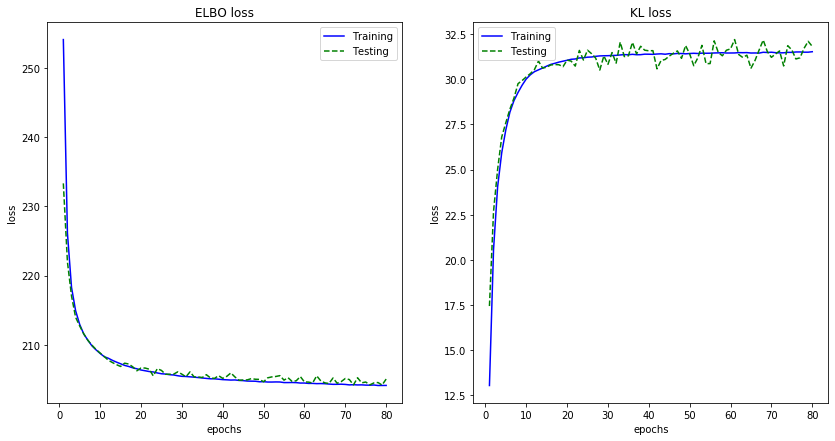 ELBO loss
Training
Testing
250
240
230
220
210
loss
0 10 20 30 40 50 60 70 80
epochs
KL loss
Training
Testing
32.5
30.0
27.5
25.0
22.5
20.0
17.5
15.0
12.5
loss
0 10 20 30 40 50 60 70 80
epochs